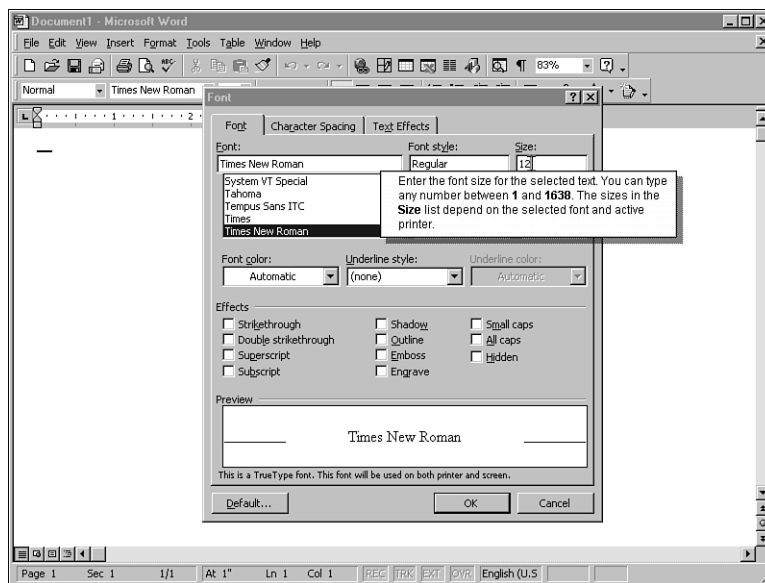 Document1 - Microsoft Word
File Edit View Insert Format Tools Table Window Help
83%
Normal Times New Roman
1 2
Font
Font Character Spacing Text Effects
Font: Font style: Size:
Times New Roman Regular 12
System VT Special
Tahoma
Tempus Sans ITC
Times
Times New Roman
Enter the font size for the selected text. You can type
any number between 1 and 1638. The sizes in the
Size list depend on the selected font and active
printer.
Font color: Underline style: Underline color:
Automatic (none) Automatic
Effects
Strikethrough Shadow Small caps
Double strikethrough Outline All caps
Superscript Emboss Hidden
Subscript Engrave
Preview
Times New Roman
This is a TrueType font. This font will be used on both printer and screen.
Default... OK Cancel
Page 1 Sec 1 1/1 At 1" Ln 1 Col 1 REC TRK EXT OVR English (U.S